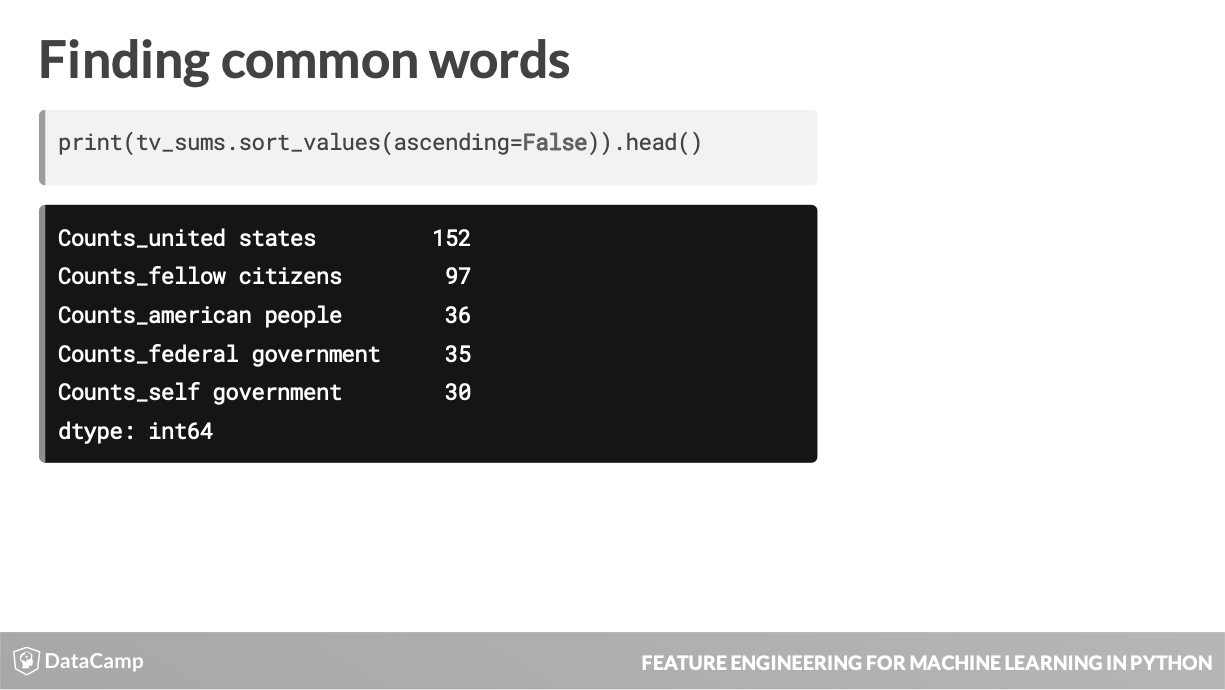 Finding common words
print(tv_sums.sort_values(ascending=False)).head()
Counts_united states 152
Counts_fellow citizens 97
Counts_american people 36
Counts_federal government 35
Counts_self government 30
dtype: int64
DataCamp
FEATURE ENGINEERING FOR MACHINE LEARNING IN PYTHON